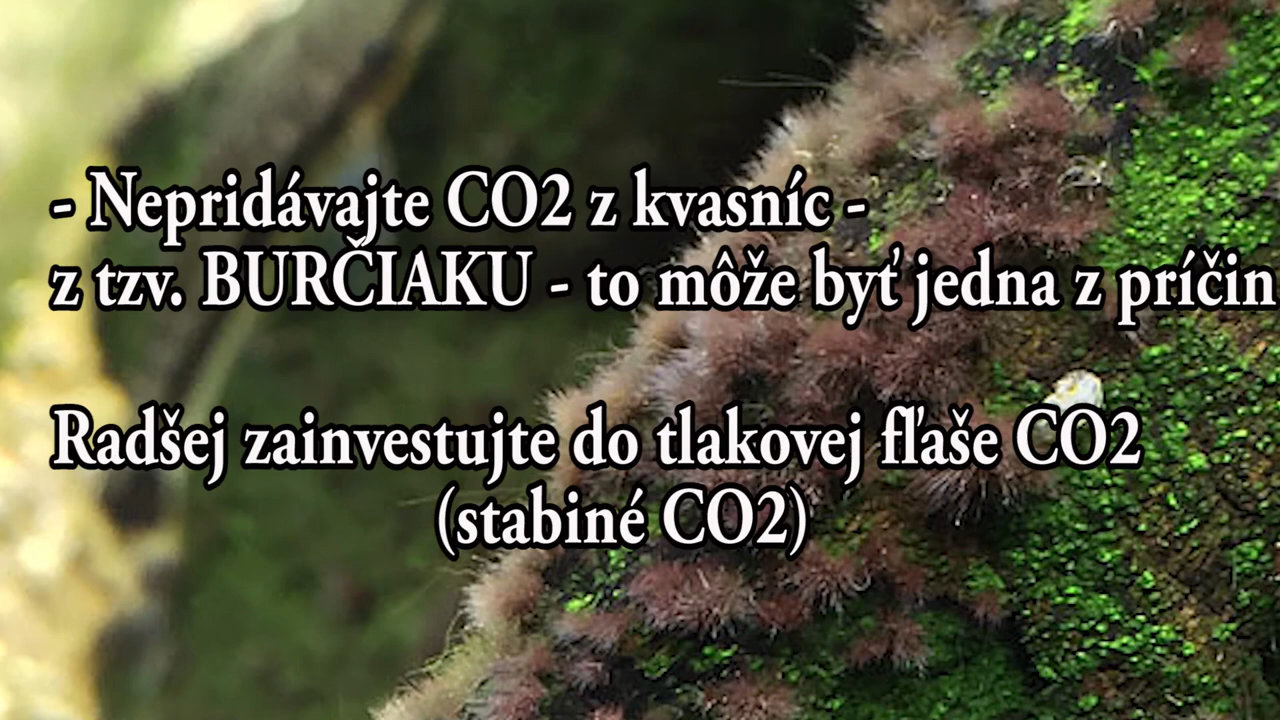 - Nepridávajte CO2 z kvasníc -
z tzv. BURČIAKU - to môže byť jedna z príčin
Radšej zainvestujte do tlakovej fľaše CO2
(stabiné CO2)